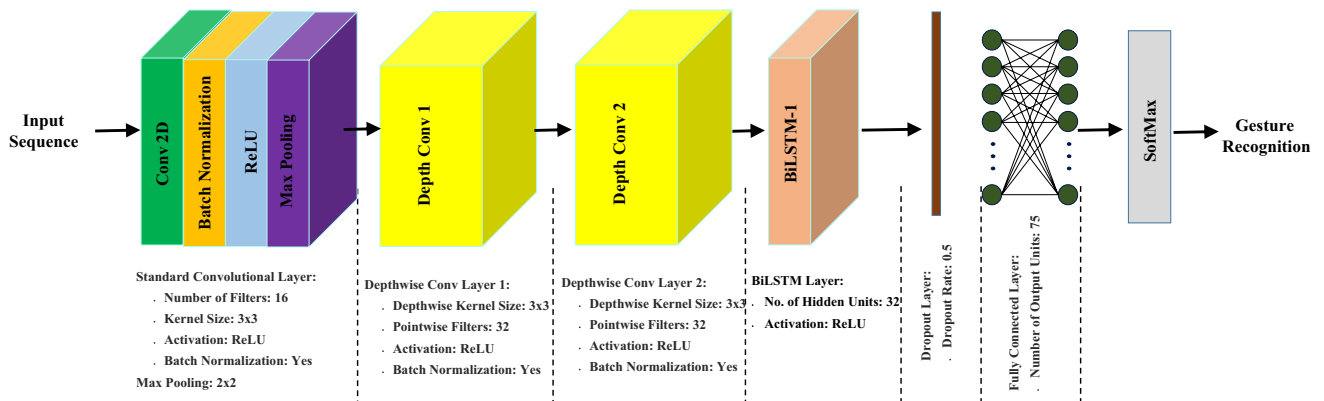 Input
Sequence
Conv 2D
Batch Normalization
ReLU
Max Pooling
Depth Conv 1
Depth Conv 2
BiLSTM-1
SoftMax
Gesture
Recognition
Standard Convolutional Layer:
. Number of Filters: 16
. Kernel Size: 3x3
. Activation: ReLU
. Batch Normalization: Yes
Max Pooling: 2x2
Depthwise Conv Layer 1:
. Depthwise Kernel Size: 3x3
. Pointwise Filters: 32
. Activation: ReLU
. Batch Normalization: Yes
Depthwise Conv Layer 2:
. Depthwise Kernel Size: 3x3
. Pointwise Filters: 32
. Activation: ReLU
. Batch Normalization: Yes
BiLSTM Layer:
. No. of Hidden Units: 32
. Activation: ReLU
Dropout Layer:
. Dropout Rate: 0.5
Fully Connected Layer:
. Number of Output Units: 75